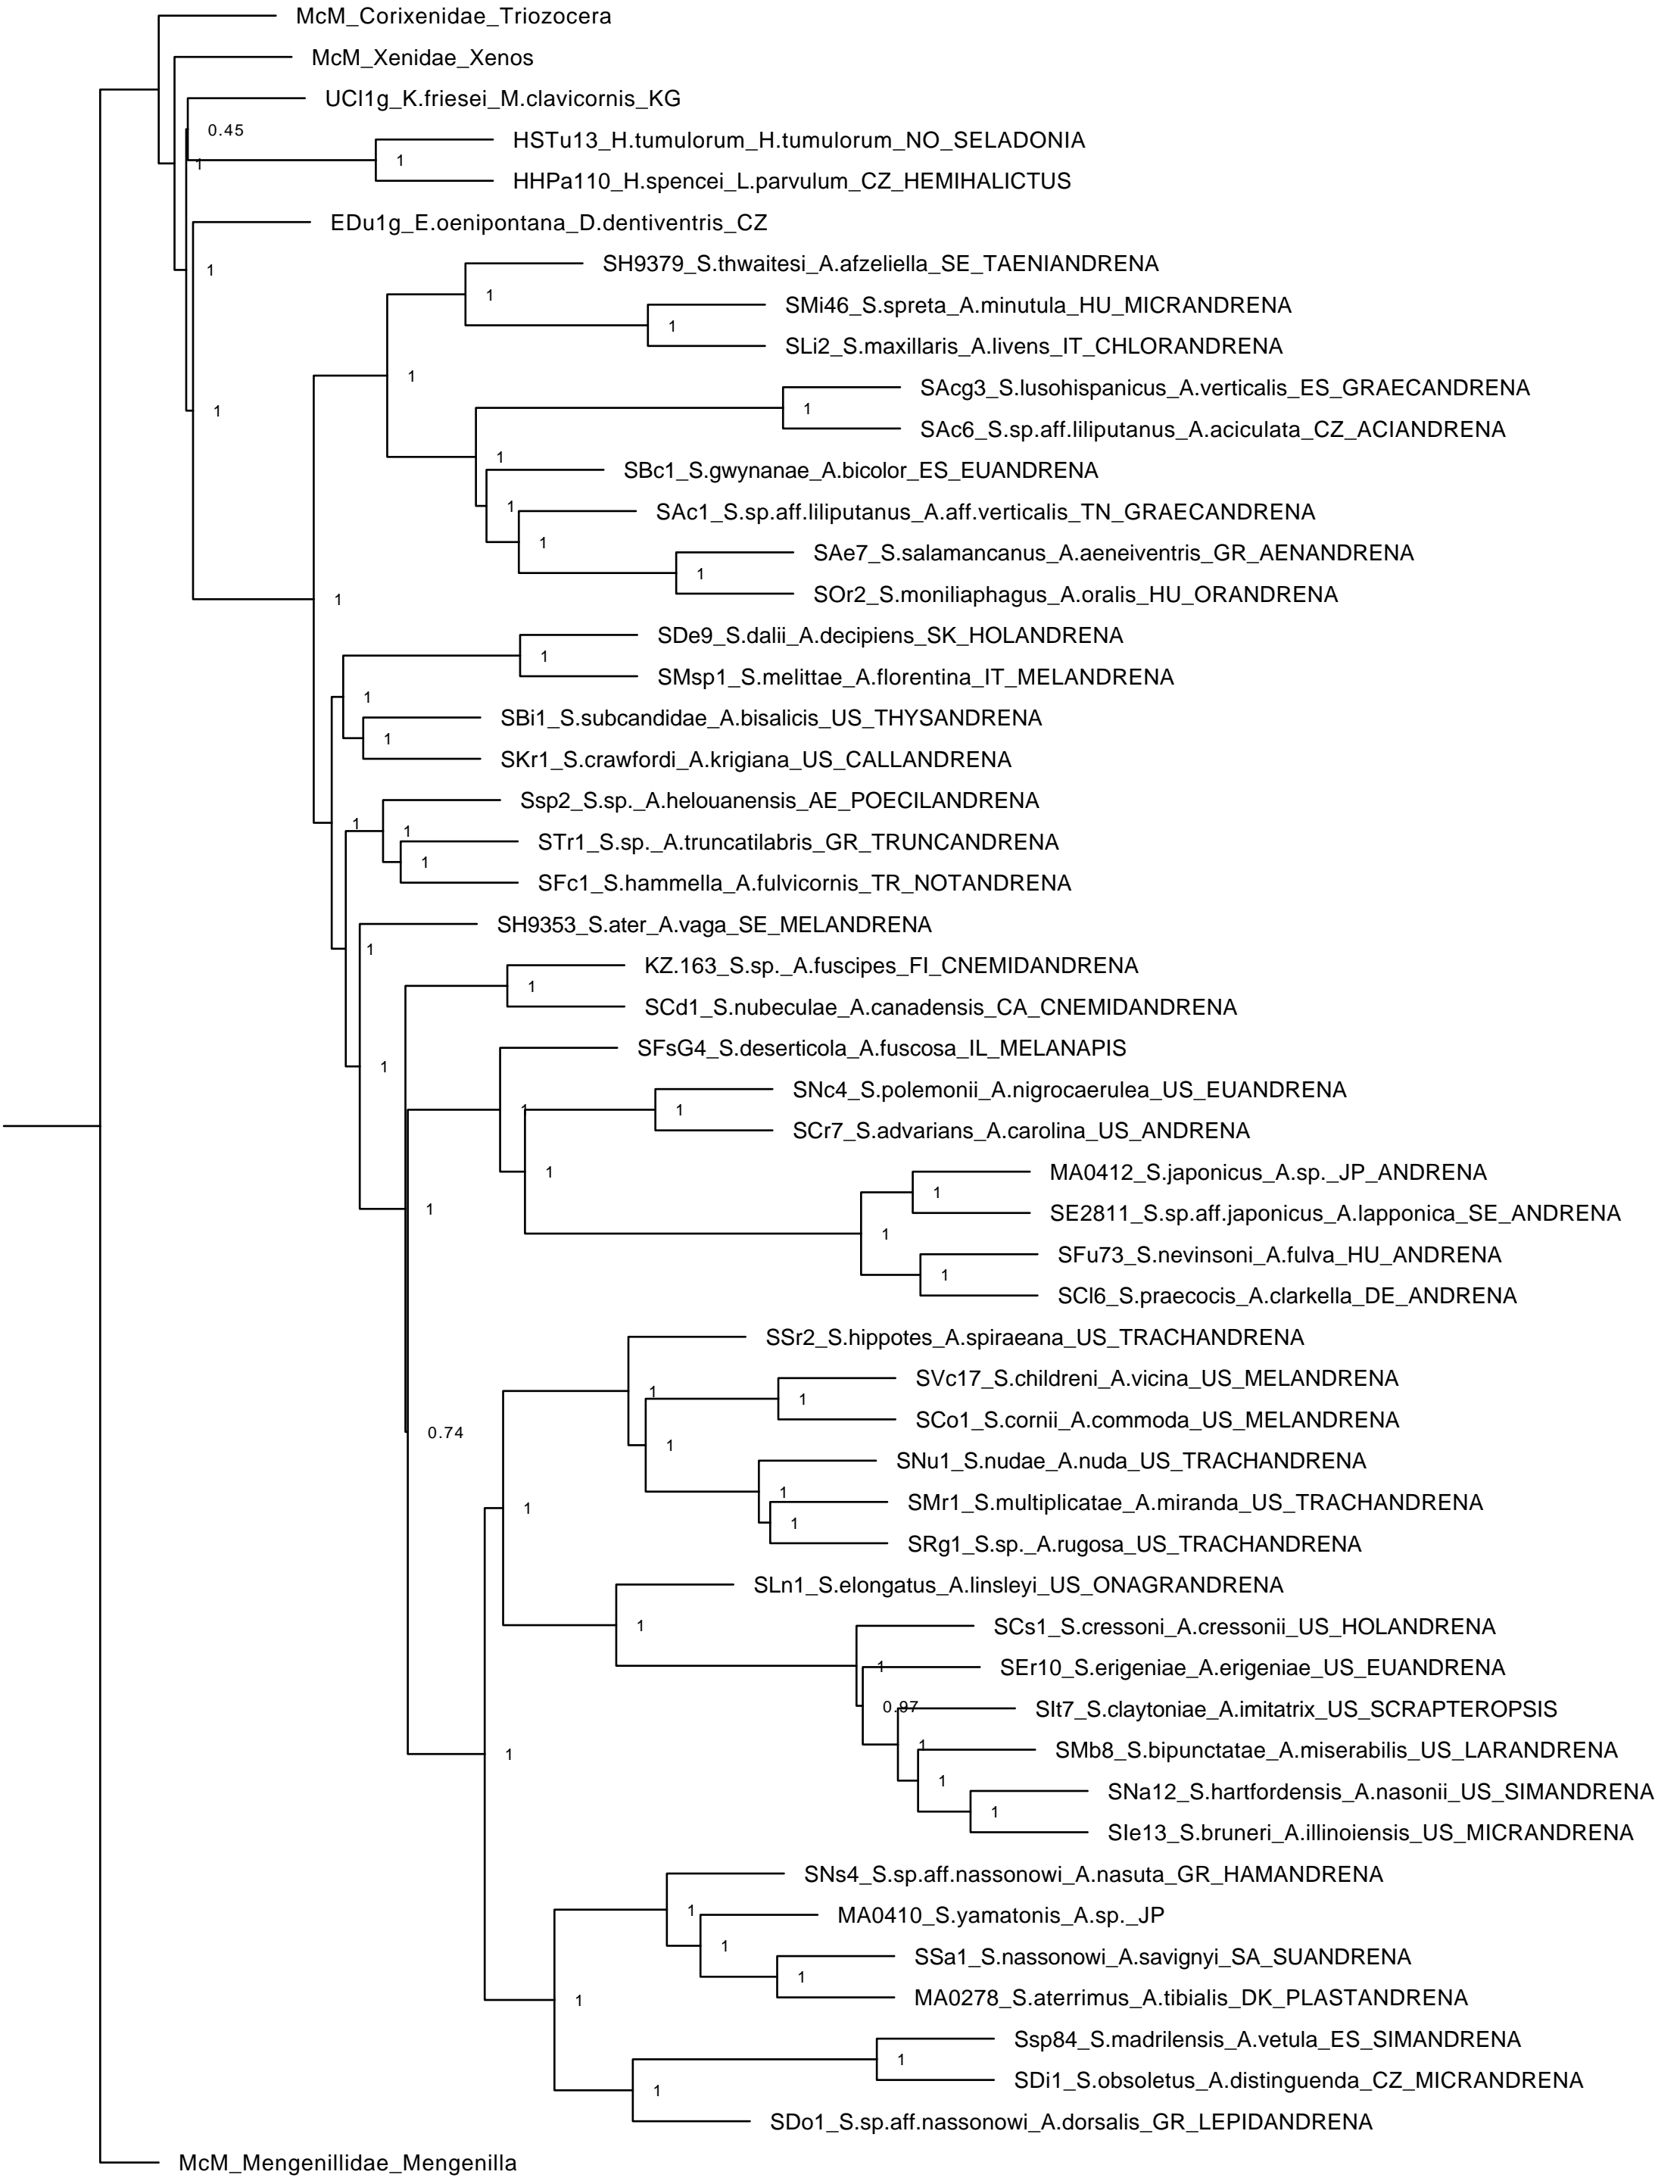 McM_Corixenidae_Triozocera
McM_Xenidae_Xenos
UCl1g_K.friesei_M.clavicornis_KG
0.45
HSTu13_H.tumulorum_H.tumulorum_NO_SELADONIA
1
1
HHPa110_H.spencei_L.parvulum_CZ_HEMIHALICTUS
EDu1g_E.oenipontana_D.dentiventris_CZ
SH9379_S.thwaitesi_A.afzeliella_SE_TAENIANDRENA
1
1
SMi46_S.spreta_A.minutula_HU_MICRANDRENA
1
SLi2_S.maxillaris_A.livens_IT_CHLORANDRENA
1
SAcg3_S.lusohispanicus_A.verticalis_ES_GRAECANDRENA
1
1
SAc6_S.sp.aff.liliputanus_A.aciculata_CZ_ACIANDRENA
1
SBc1_S.gwynanae_A.bicolor_ES_EUANDRENA
1
SAc1_S.sp.aff.liliputanus_A.aff.verticalis_TN_GRAECANDRENA
1
SAe7_S.salamancanus_A.aeneiventris_GR_AENANDRENA
1
SOr2_S.moniliaphagus_A.oralis_HU_ORANDRENA
1
SDe9_S.dalii_A.decipiens_SK_HOLANDRENA
1
SMsp1_S.melittae_A.florentina_IT_MELANDRENA
1
SBi1_S.subcandidae_A.bisalicis_US_THYSANDRENA
1
SKr1_S.crawfordi_A.krigiana_US_CALLANDRENA
Ssp2_S.sp._A.helouanensis_AE_POECILANDRENA
1
1
STr1_S.sp._A.truncatilabris_GR_TRUNCANDRENA
1
SFc1_S.hammella_A.fulvicornis_TR_NOTANDRENA
SH9353_S.ater_A.vaga_SE_MELANDRENA
1
KZ.163_S.sp._A.fuscipes_FI_CNEMIDANDRENA
1
SCd1_S.nubeculae_A.canadensis_CA_CNEMIDANDRENA
SFsG4_S.deserticola_A.fuscosa_IL_MELANAPIS
1
SNc4_S.polemonii_A.nigrocaerulea_US_EUANDRENA
1
1
SCr7_S.advarians_A.carolina_US_ANDRENA
1
MA0412_S.japonicus_A.sp._JP_ANDRENA
1
1
SE2811_S.sp.aff.japonicus_A.lapponica_SE_ANDRENA
1
SFu73_S.nevinsoni_A.fulva_HU_ANDRENA
1
SCl6_S.praecocis_A.clarkella_DE_ANDRENA
SSr2_S.hippotes_A.spiraeana_US_TRACHANDRENA
SVc17_S.children​i_A.vicina_US_MELANDRENA
1
1
SCo1_S.cornii_A.commoda_US_MELANDRENA
0.74
1
SNu1_S.nudae_A.nuda_US_TRACHANDRENA
1
SMr1_S.multiplicatae_A.miranda_US_TRACHANDRENA
1
1
SRg1_S.sp._A.rugosa_US_TRACHANDRENA
SLn1_S.elongatus_A.linsleyi_US_ONAGRANDRENA
1
SCs1_S.cressoni_A.cressonii_US_HOLANDRENA
1
SEr10_S.erigeniae_A.erigeniae_US_EUANDRENA
0.97
SIt7_S.claytoniae_A.imitatrix_US_SCRAPTEROPSIS
1
SMb8_S.bipunctatae_A.miserabilis_US_LARANDRENA
1
1
SNa12_S.hartfordensis_A.nasonii_US_SIMANDRENA
1
SIe13_S.bruneri_A.illinoiensis_US_MICRANDRENA
SNs4_S.sp.aff.nassonowi_A.nasuta_GR_HAMANDRENA
1
MA0410_S.yamatonis_A.sp._JP
1
SSa1_S.nassonowi_A.savignyi_SA_SUANDRENA
1
MA0278_S.aterrimus_A.tibialis_DK_PLASTANDRENA
1
Ssp84_S.madrilensis_A.vetula_ES_SIMANDRENA
1
SDi1_S.obsoletus_A.distinguenda_CZ_MICRANDRENA
1
SDo1_S.sp.aff.nassonowi_A.dorsalis_GR_LEPIDANDRENA
McM_Mengenillidae_Mengenilla